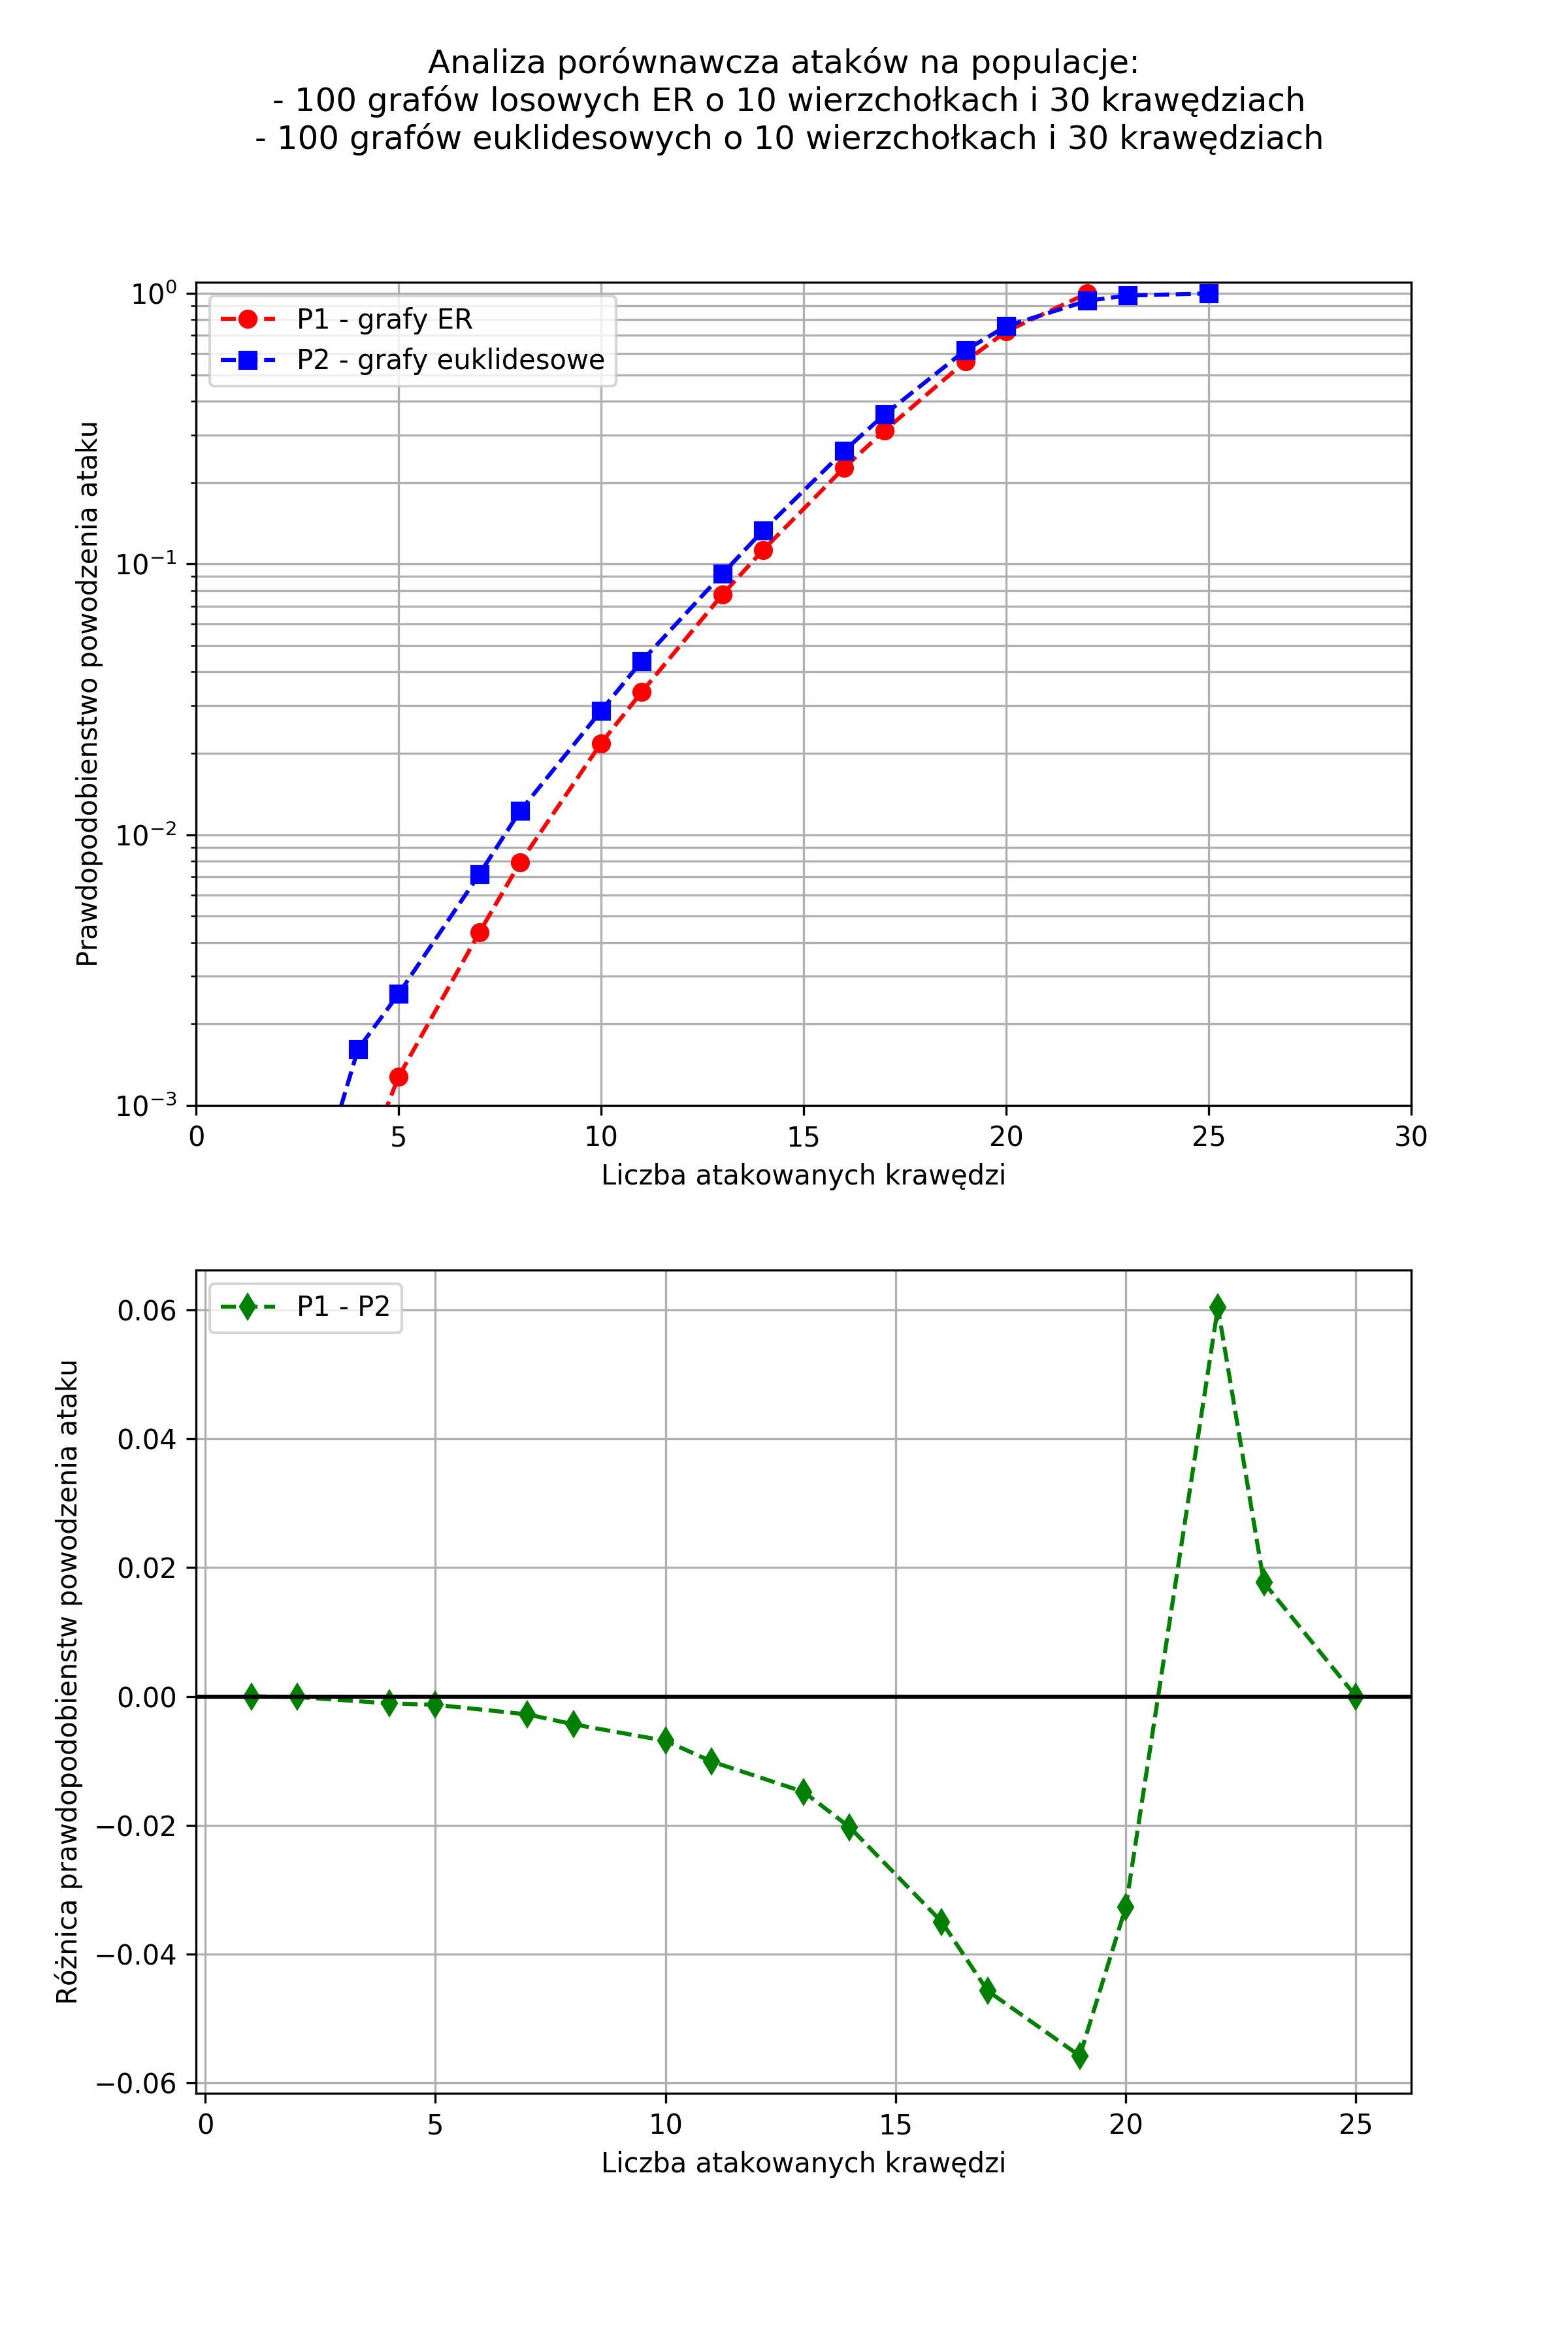 Analiza porównawcza ataków na populacje:
- 100 grafów losowych ER o 10 wierzchołkach i 30 krawędziach
- 100 grafów euklidesowych o 10 wierzchołkach i 30 krawędziach
P1 - grafy ER
P2 - grafy euklidesowe
Prawdopodobienstwo powodzenia ataku
10⁰
10⁻¹
10⁻²
10⁻³
0 5 10 15 20 25 30
Liczba atakowanych krawędzi
P1 - P2
Różnica prawdopodobienstw powodzenia ataku
0.06
0.04
0.02
0.00
−0.02
−0.04
−0.06
0 5 10 15 20 25
Liczba atakowanych krawędzi